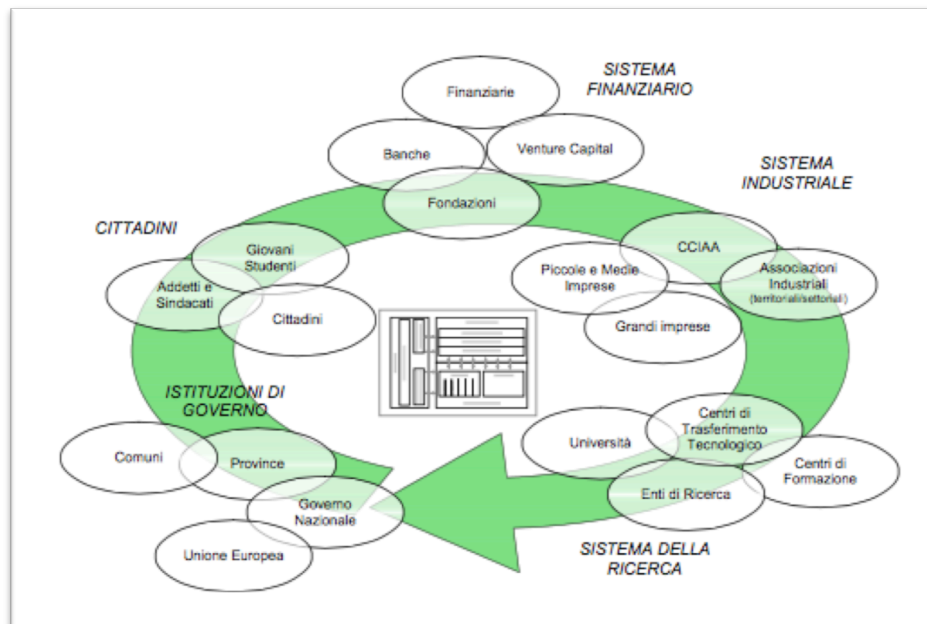 SISTEMA
FINANZIARIO
Finanziarie
Banche
Venture Capital
Fondazioni
SISTEMA
INDUSTRIALE
CCIAA
Piccole e Medie
Imprese
Associazioni
Industriali
(territoriali/settoriali)
Grandi imprese
CITTADINI
Giovani
Studenti
Addetti e
Sindacati
Cittadini
ISTITUZIONI DI
GOVERNO
Comuni
Province
Governo
Nazionale
Unione Europea
Università
Centri di
Trasferimento
Tecnologico
Centri di
Formazione
Enti di Ricerca
SISTEMA DELLA
RICERCA